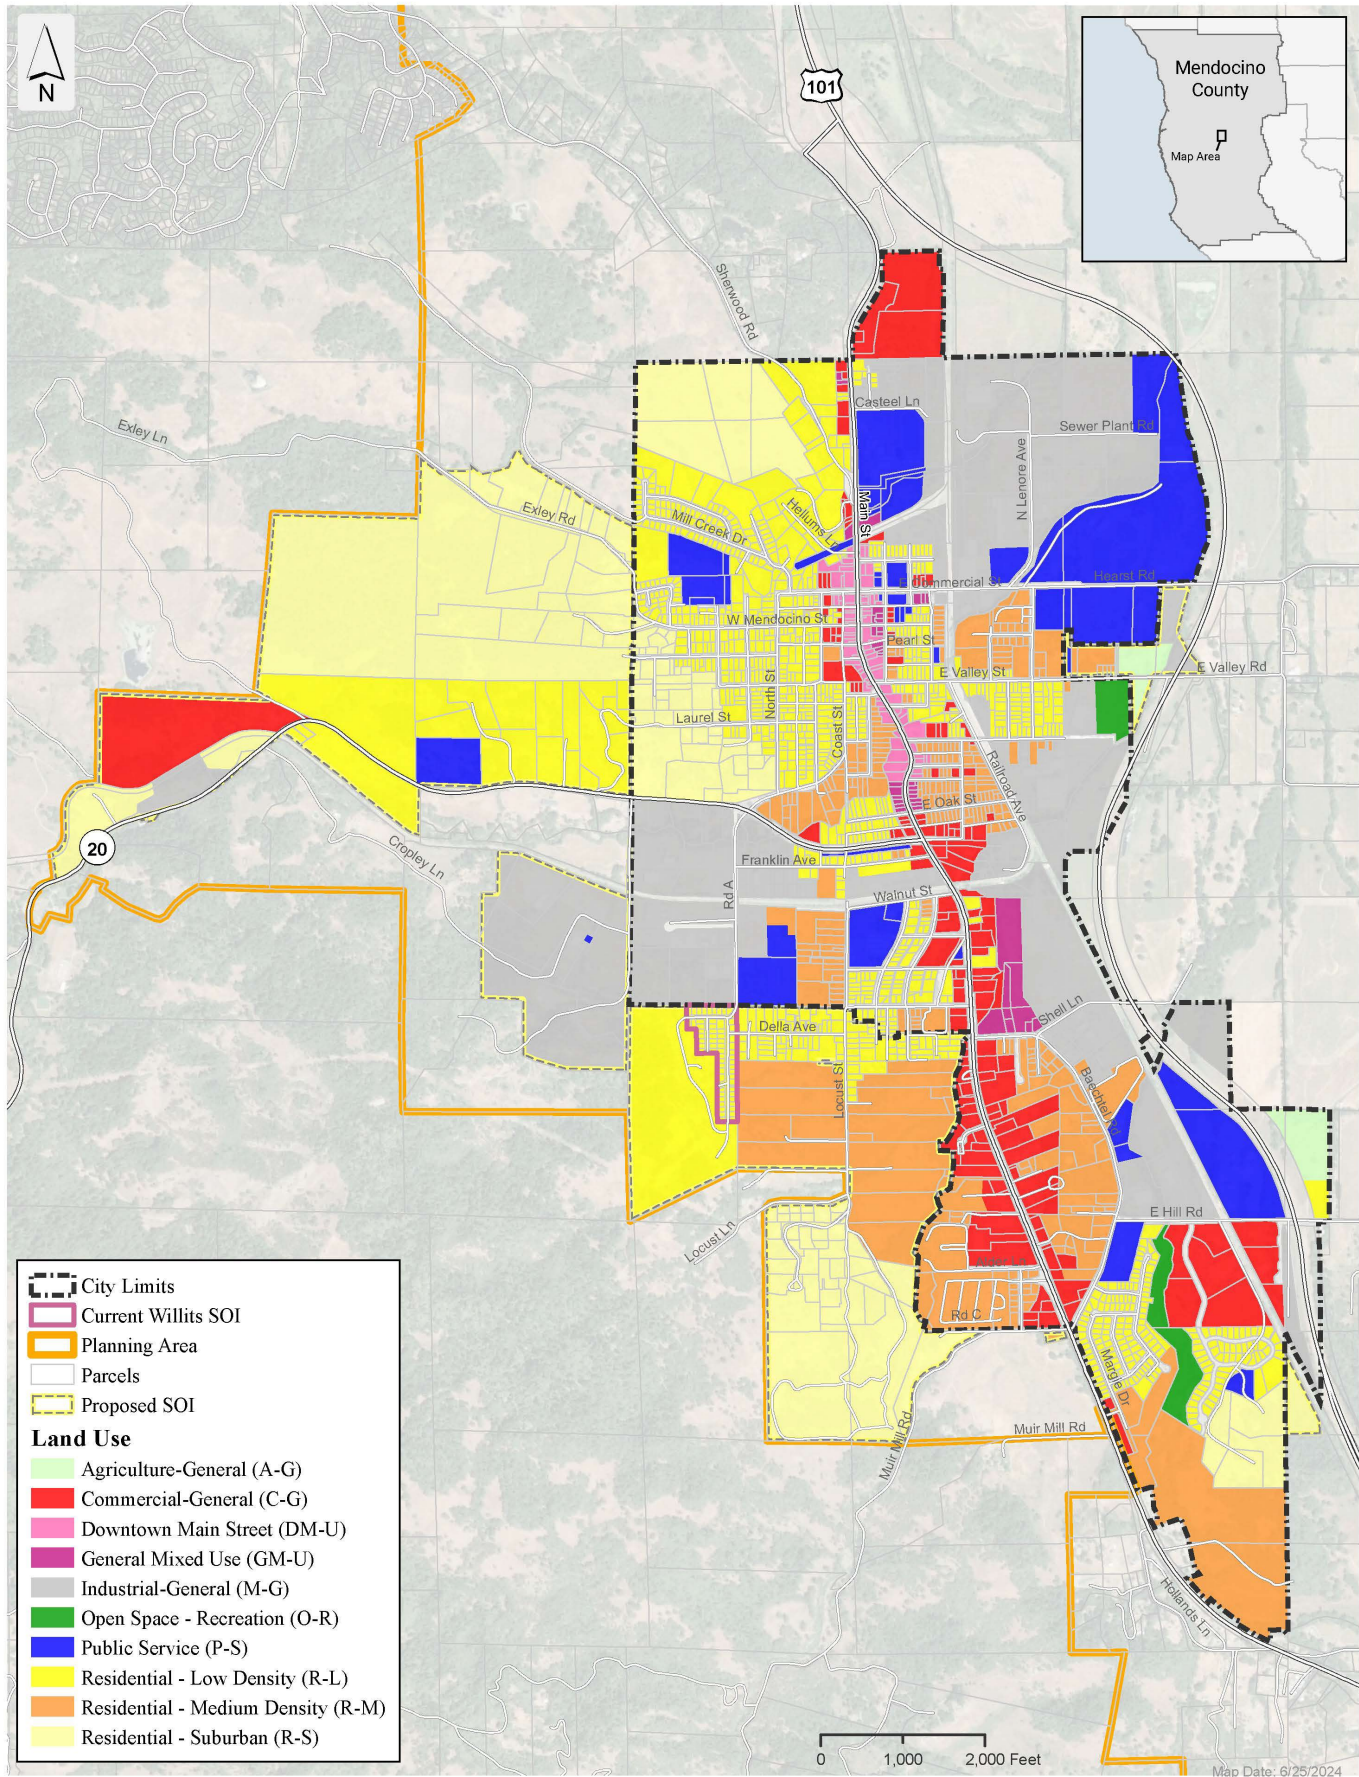 N
101
Mendocino
County
Map Area
Sherwood Rd
Casteel Ln
Sewer Plant Rd
Exley Ln
N Lenore Ave
Main St
Exley Rd
Mill Creek Dr
Hellums Ln
E Commercial St
Hearst Rd
W Mendocino St
Pearl St
E Valley St
E Valley Rd
North St
Laurel St
Coast St
Railroad Ave
E Oak St
20
Cropley Ln
Franklin Ave
Rd A
Walnut St
Shell Ln
Della Ave
Locust St
Baechtel Rd
E Hill Rd
Locust Ln
Rd C
Margie Dr
Muir Mill Rd
Muir Mill Rd
Hollands Ln
City Limits
Current Willits SOI
Planning Area
Parcels
Proposed SOI
Land Use
Agriculture-General (A-G)
Commercial-General (C-G)
Downtown Main Street (DM-U)
General Mixed Use (GM-U)
Industrial-General (M-G)
Open Space - Recreation (O-R)
Public Service (P-S)
Residential - Low Density (R-L)
Residential - Medium Density (R-M)
Residential - Suburban (R-S)
0 1,000 2,000 Feet
Map Date: 6/25/2024